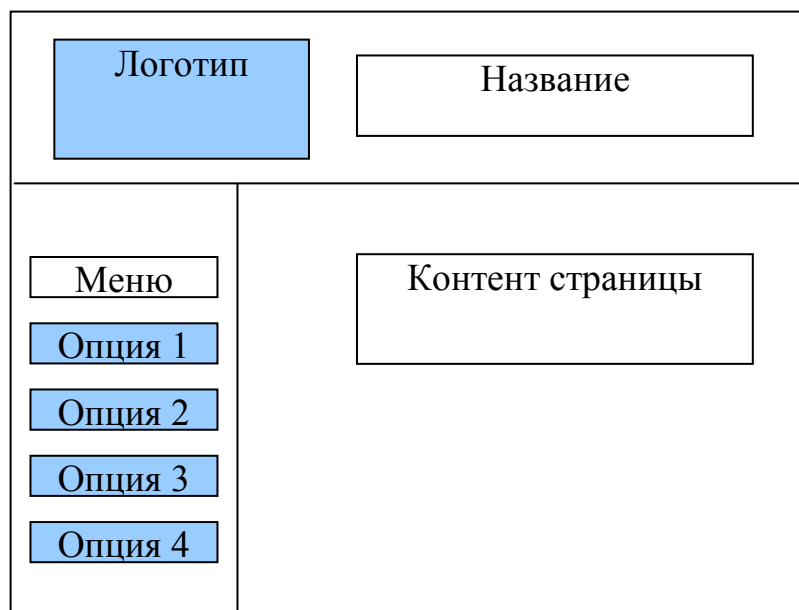 Логотип
Название
Меню
Опция 1
Опция 2
Опция 3
Опция 4
Контент страницы